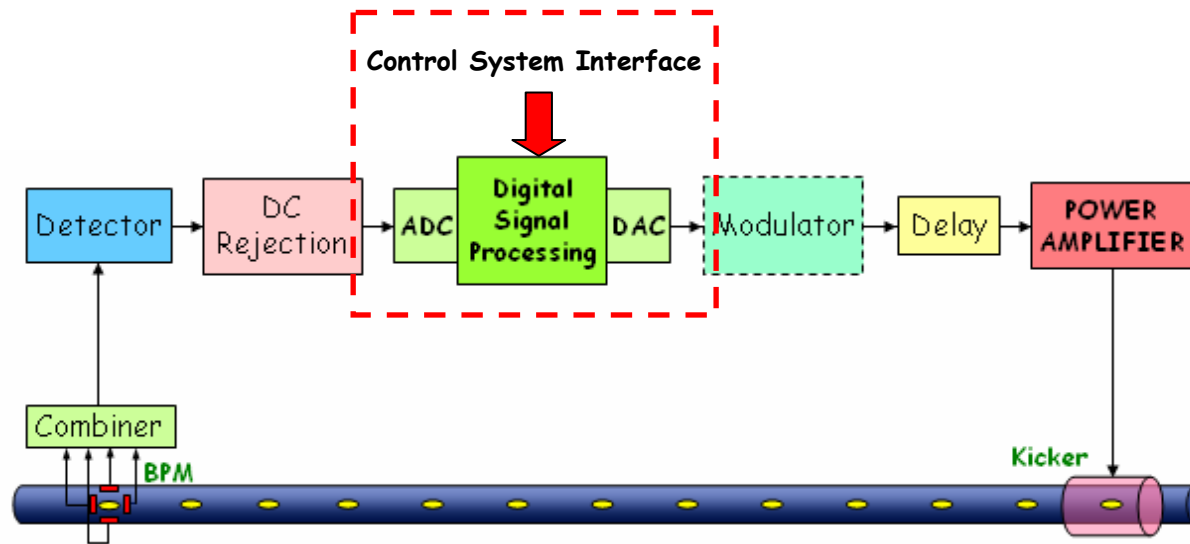 Control System Interface
Detector
DC
Rejection
ADC
Digital
Signal
Processing
DAC
Modulator
Delay
POWER
AMPLIFIER
Combiner
BPM
Kicker